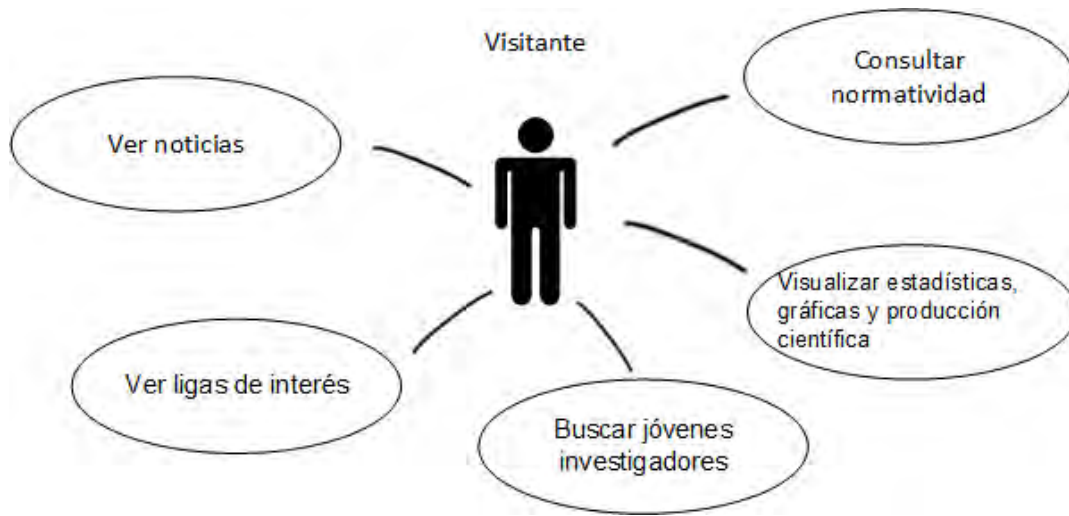 Visitante
Consultar
normatividad
Ver noticias
Visualizar estadísticas,
gráficas y producción
científica
Ver ligas de interés
Buscar jóvenes
investigadores